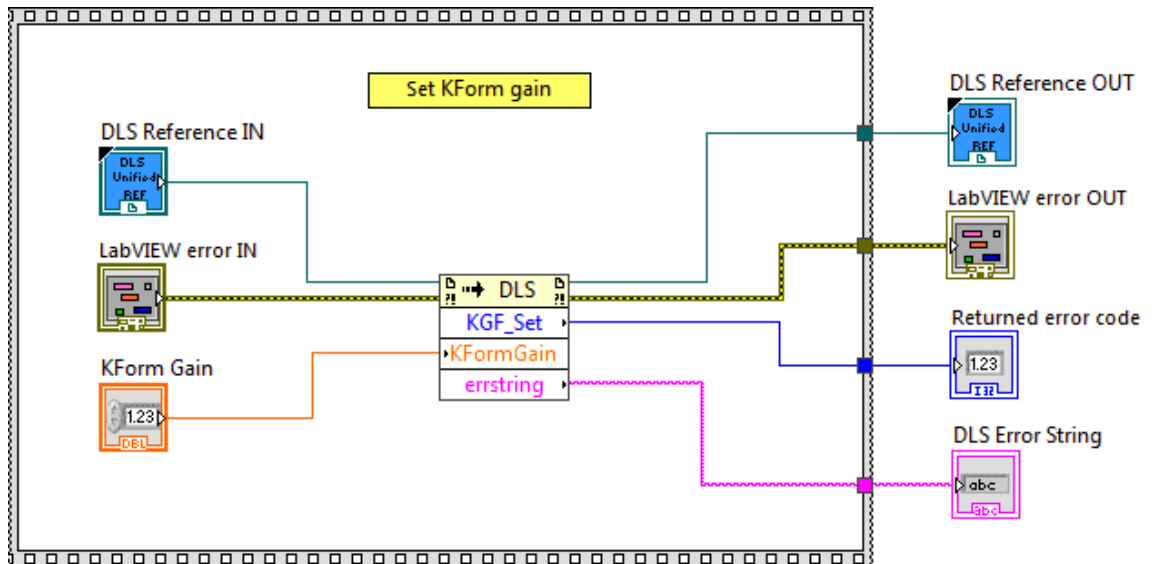 Set KForm gain
DLS Reference IN
DLS
Unified
REF
LabVIEW error IN
KForm Gain
1.23
DBL
?! DLS ?!
KGF_Set
KFormGain
errstring
DLS Reference OUT
DLS
Unified
REF
LabVIEW error OUT
Returned error code
1.23
I32
DLS Error String
abc
abc